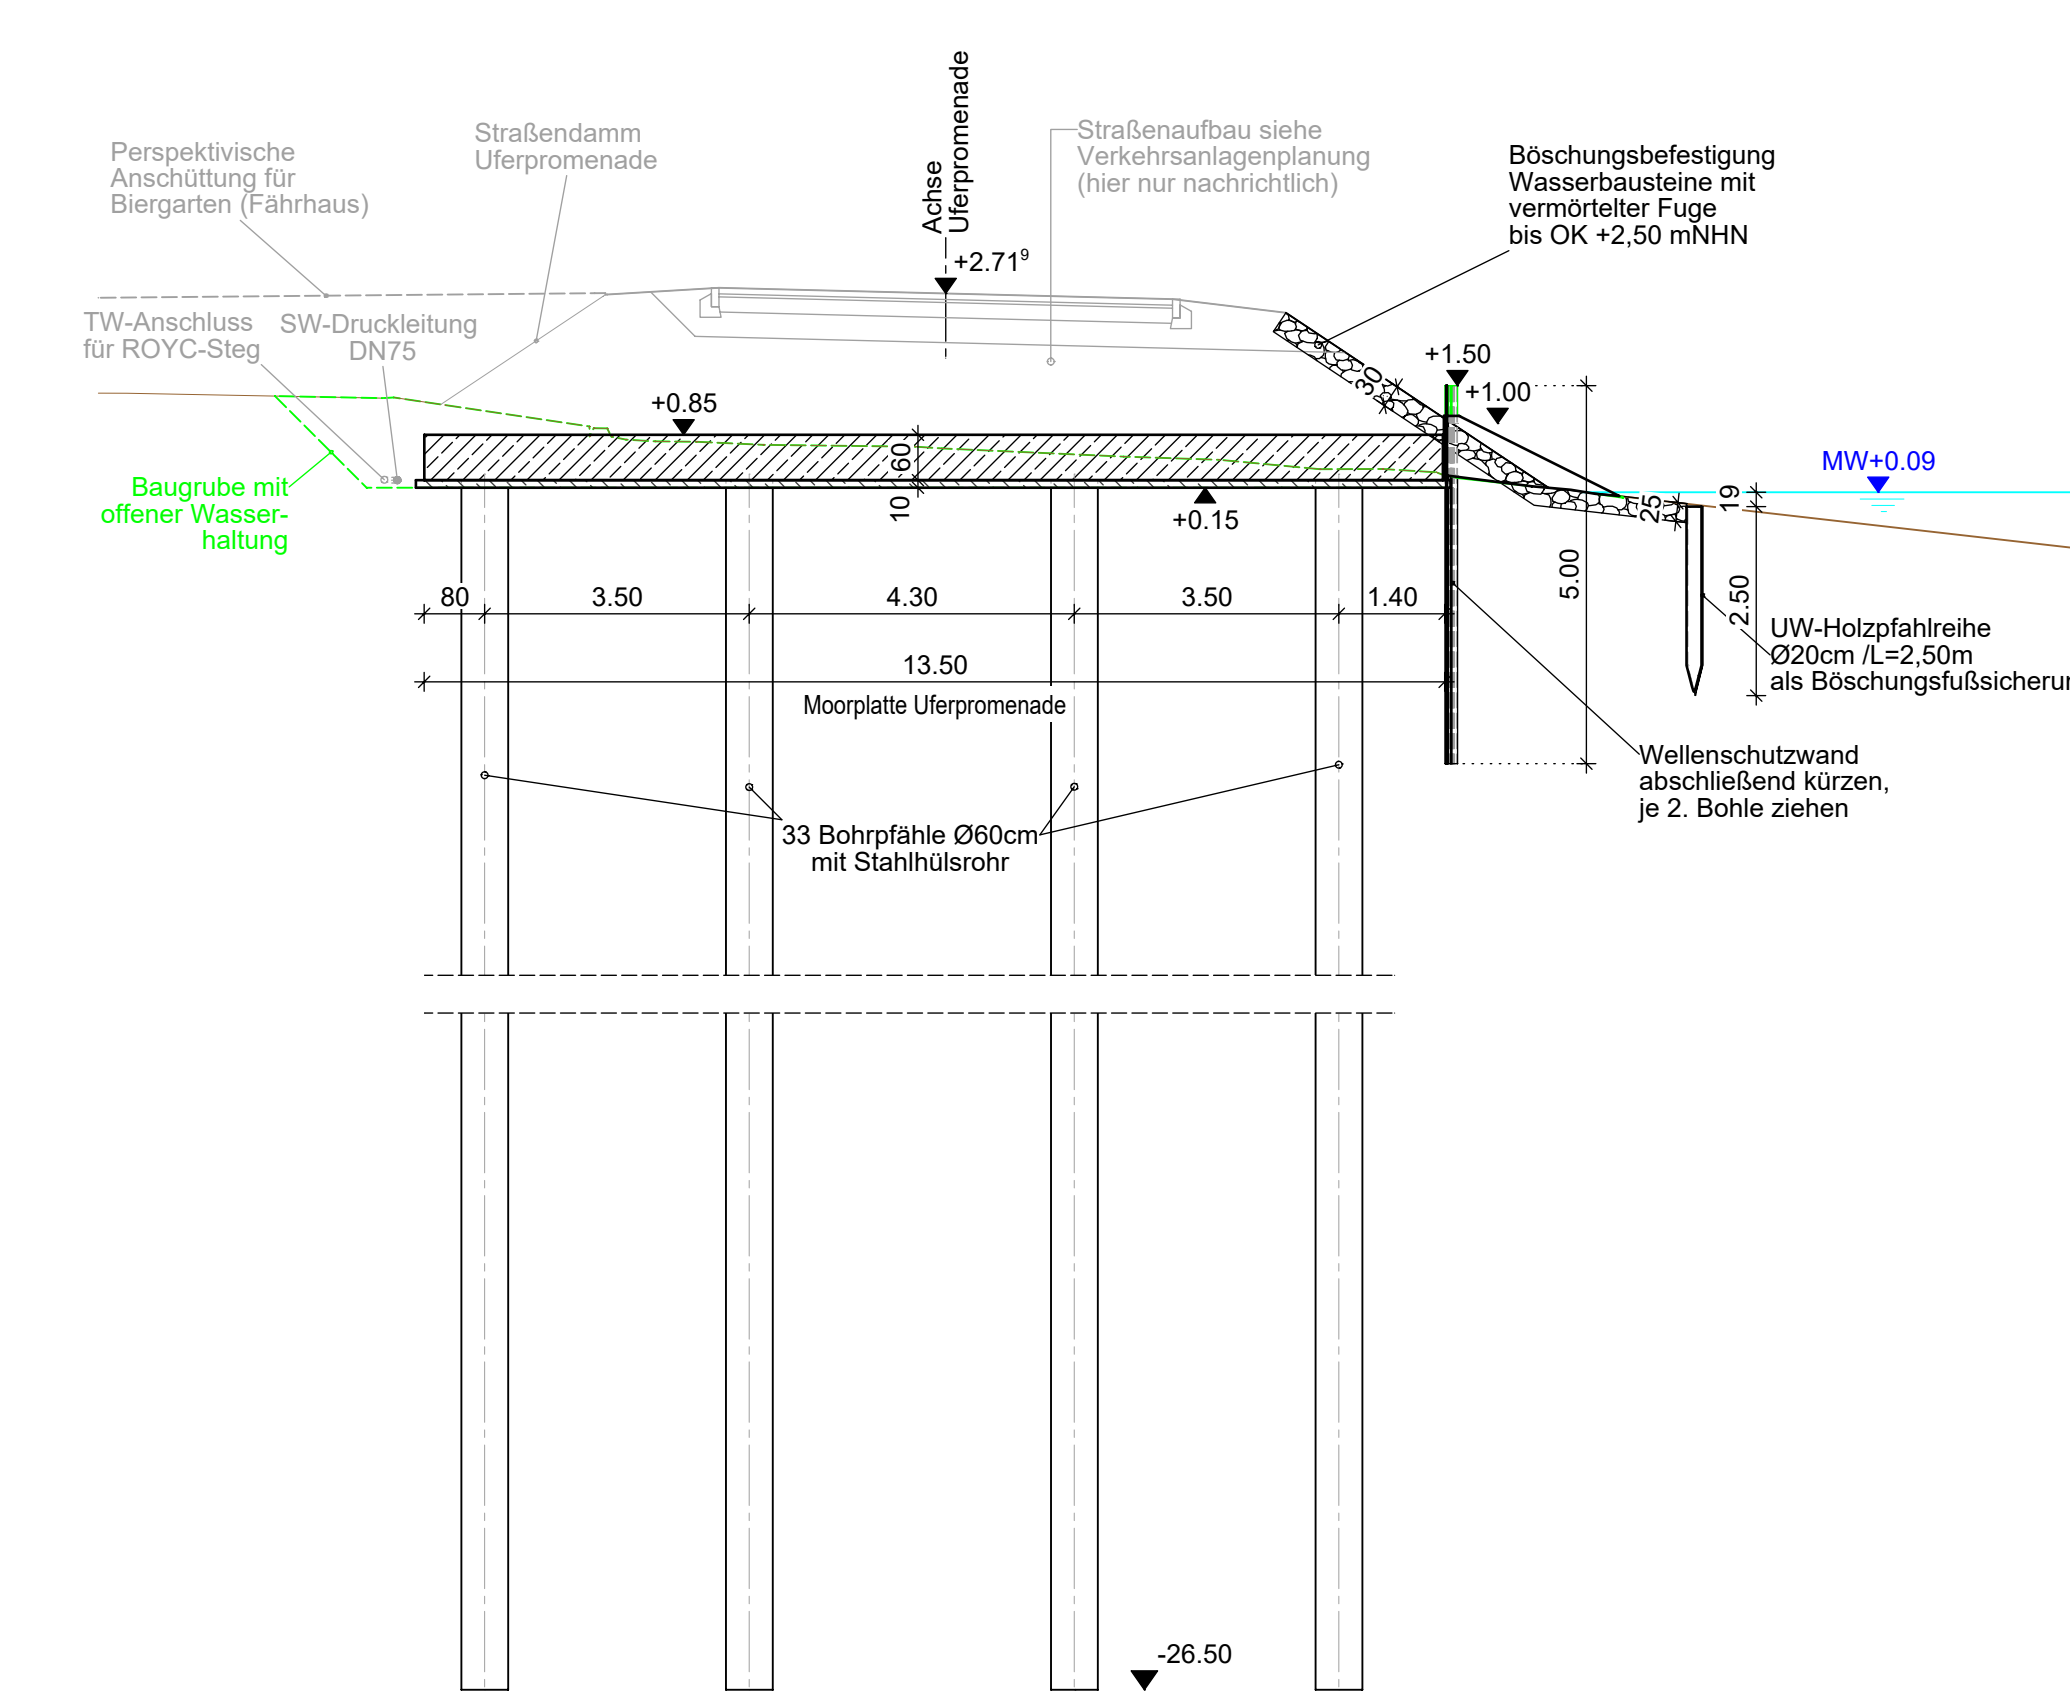 Achse
Uferpromenade
Straßendamm
Uferpromenade
Straßenaufbau siehe
Verkehrsanlagenplanung
(hier nur nachrichtlich)
Perspektivische
Anschüttung für
Biergarten (Fährhaus)
Böschungsbefestigung
Wasserbausteine mit
vermörtelter Fuge
bis OK +2,50 mNHN
+2.71⁹
TW-Anschluss
für ROYC-Steg
SW-Druckleitung
DN75
+1.50
+1.00
30
+0.85
60
10
+0.15
MW+0.09
19
25
Baugrube mit
offener Wasser-
haltung
5.00
2.50
80
3.50
4.30
3.50
1.40
13.50
Moorplatte Uferpromenade
UW-Holzpfahlreihe
Ø20cm /L=2,50m
als Böschungsfußsicherun
Wellenschutzwand
abschließend kürzen,
je 2. Bohle ziehen
33 Bohrpfähle Ø60cm
mit Stahlhülsrohr
-26.50